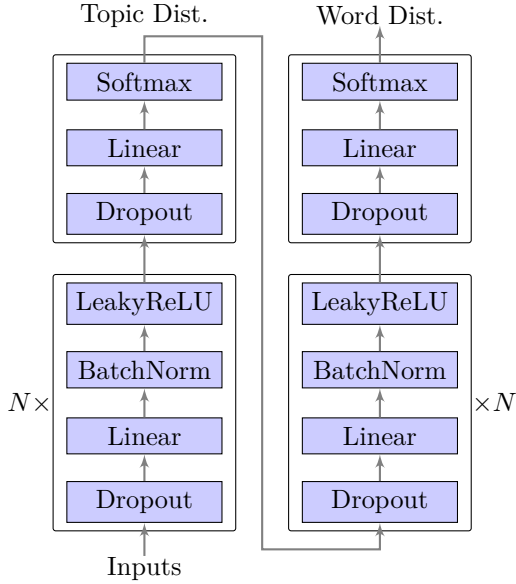 Topic Dist.
Softmax
Linear
Dropout
LeakyReLU
BatchNorm
N×
Linear
Dropout
Inputs
Word Dist.
Softmax
Linear
Dropout
LeakyReLU
BatchNorm
×N
Linear
Dropout